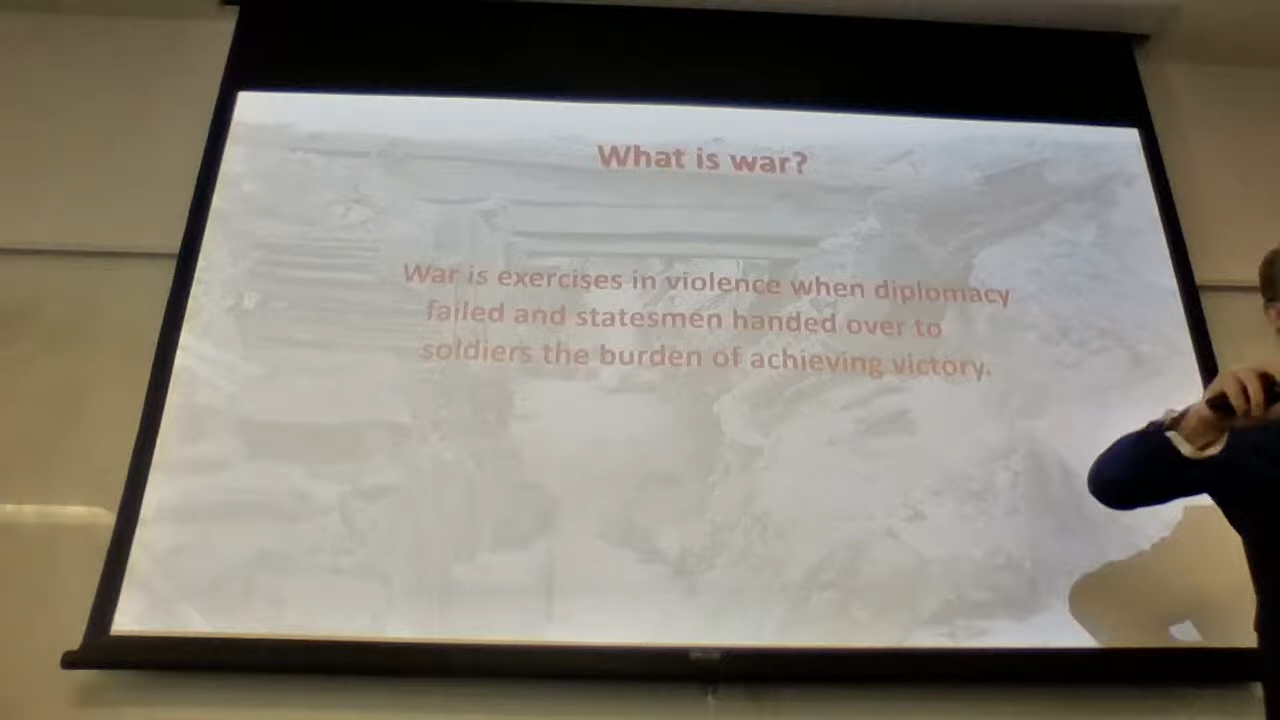 What is war?
War is exercises in violence when diplomacy
failed and statesmen handed over to
soldiers the burden of achieving victory.